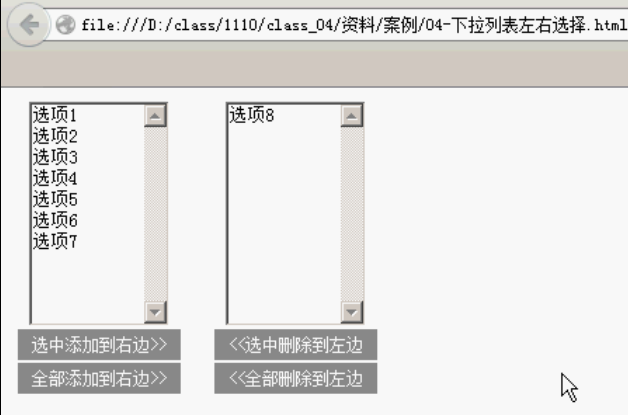 file:///D:/class/1110/class_04/资料/案例/04-下拉列表左右选择.html
选项1
选项2
选项3
选项4
选项5
选项6
选项7
选项8
选中添加到右边>>
全部添加到右边>>
<<选中删除到左边
<<全部删除到左边